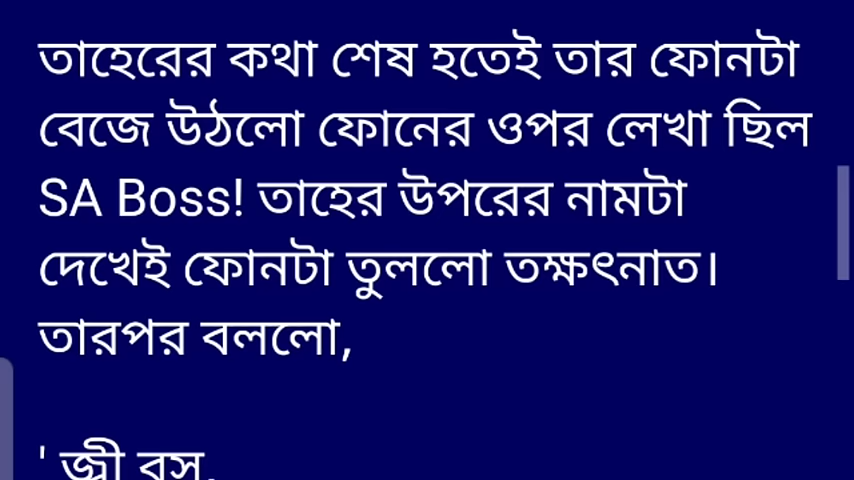 তাহেরের কথা শেষ হতেই তার ফোনটা
বেজে উঠলো ফোনের ওপর লেখা ছিল
SA Boss! তাহের উপরের নামটা
দেখেই ফোনটা তুললো তক্ষৎনাত।
তারপর বললো,
' জ্বী বস,